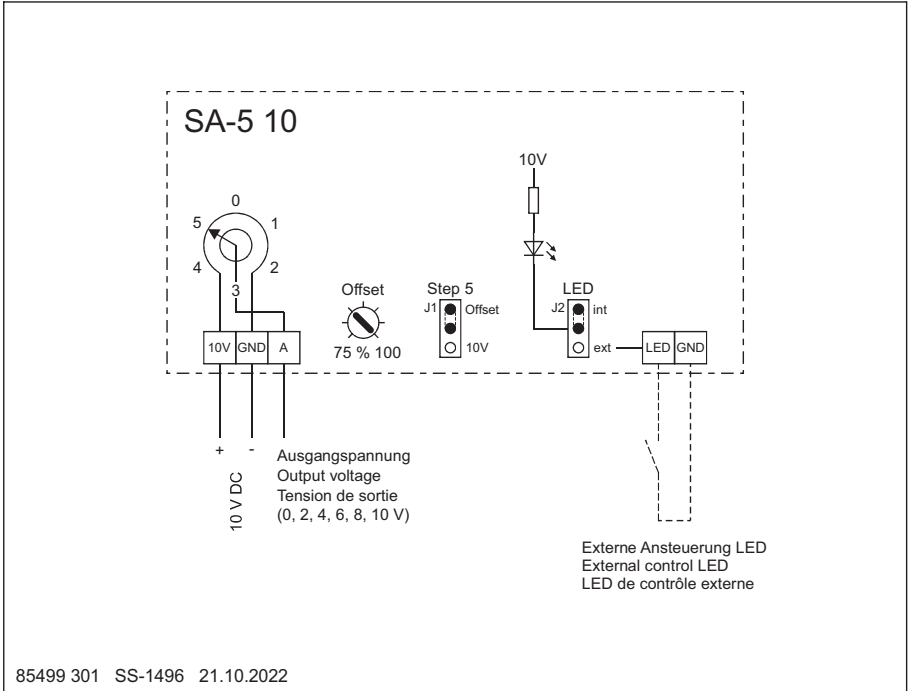 SA-5 10
0
5 1
4 2
3
10V GND A
Offset
75 % 100
Step 5
J1 Offset
10V
10V
LED
J2 int
ext
LED GND
+ -
10 V DC
Ausgangspannung
Output voltage
Tension de sortie
(0, 2, 4, 6, 8, 10 V)
Externe Ansteuerung LED
External control LED
LED de contrôle externe
85499 301 SS-1496 21.10.2022